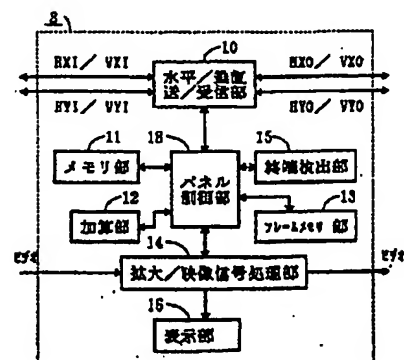 8
10
HXI／VXI
水平／垂直
送／受信部
HXO／VXO
HYI／VYI
HYO／VYO
11
18
15
メモリ部
パネル
制御部
終端検出部
12
13
加算部
フレームメモリ部
14
ビデオ
拡大／映像信号処理部
ビデオ
16
表示部